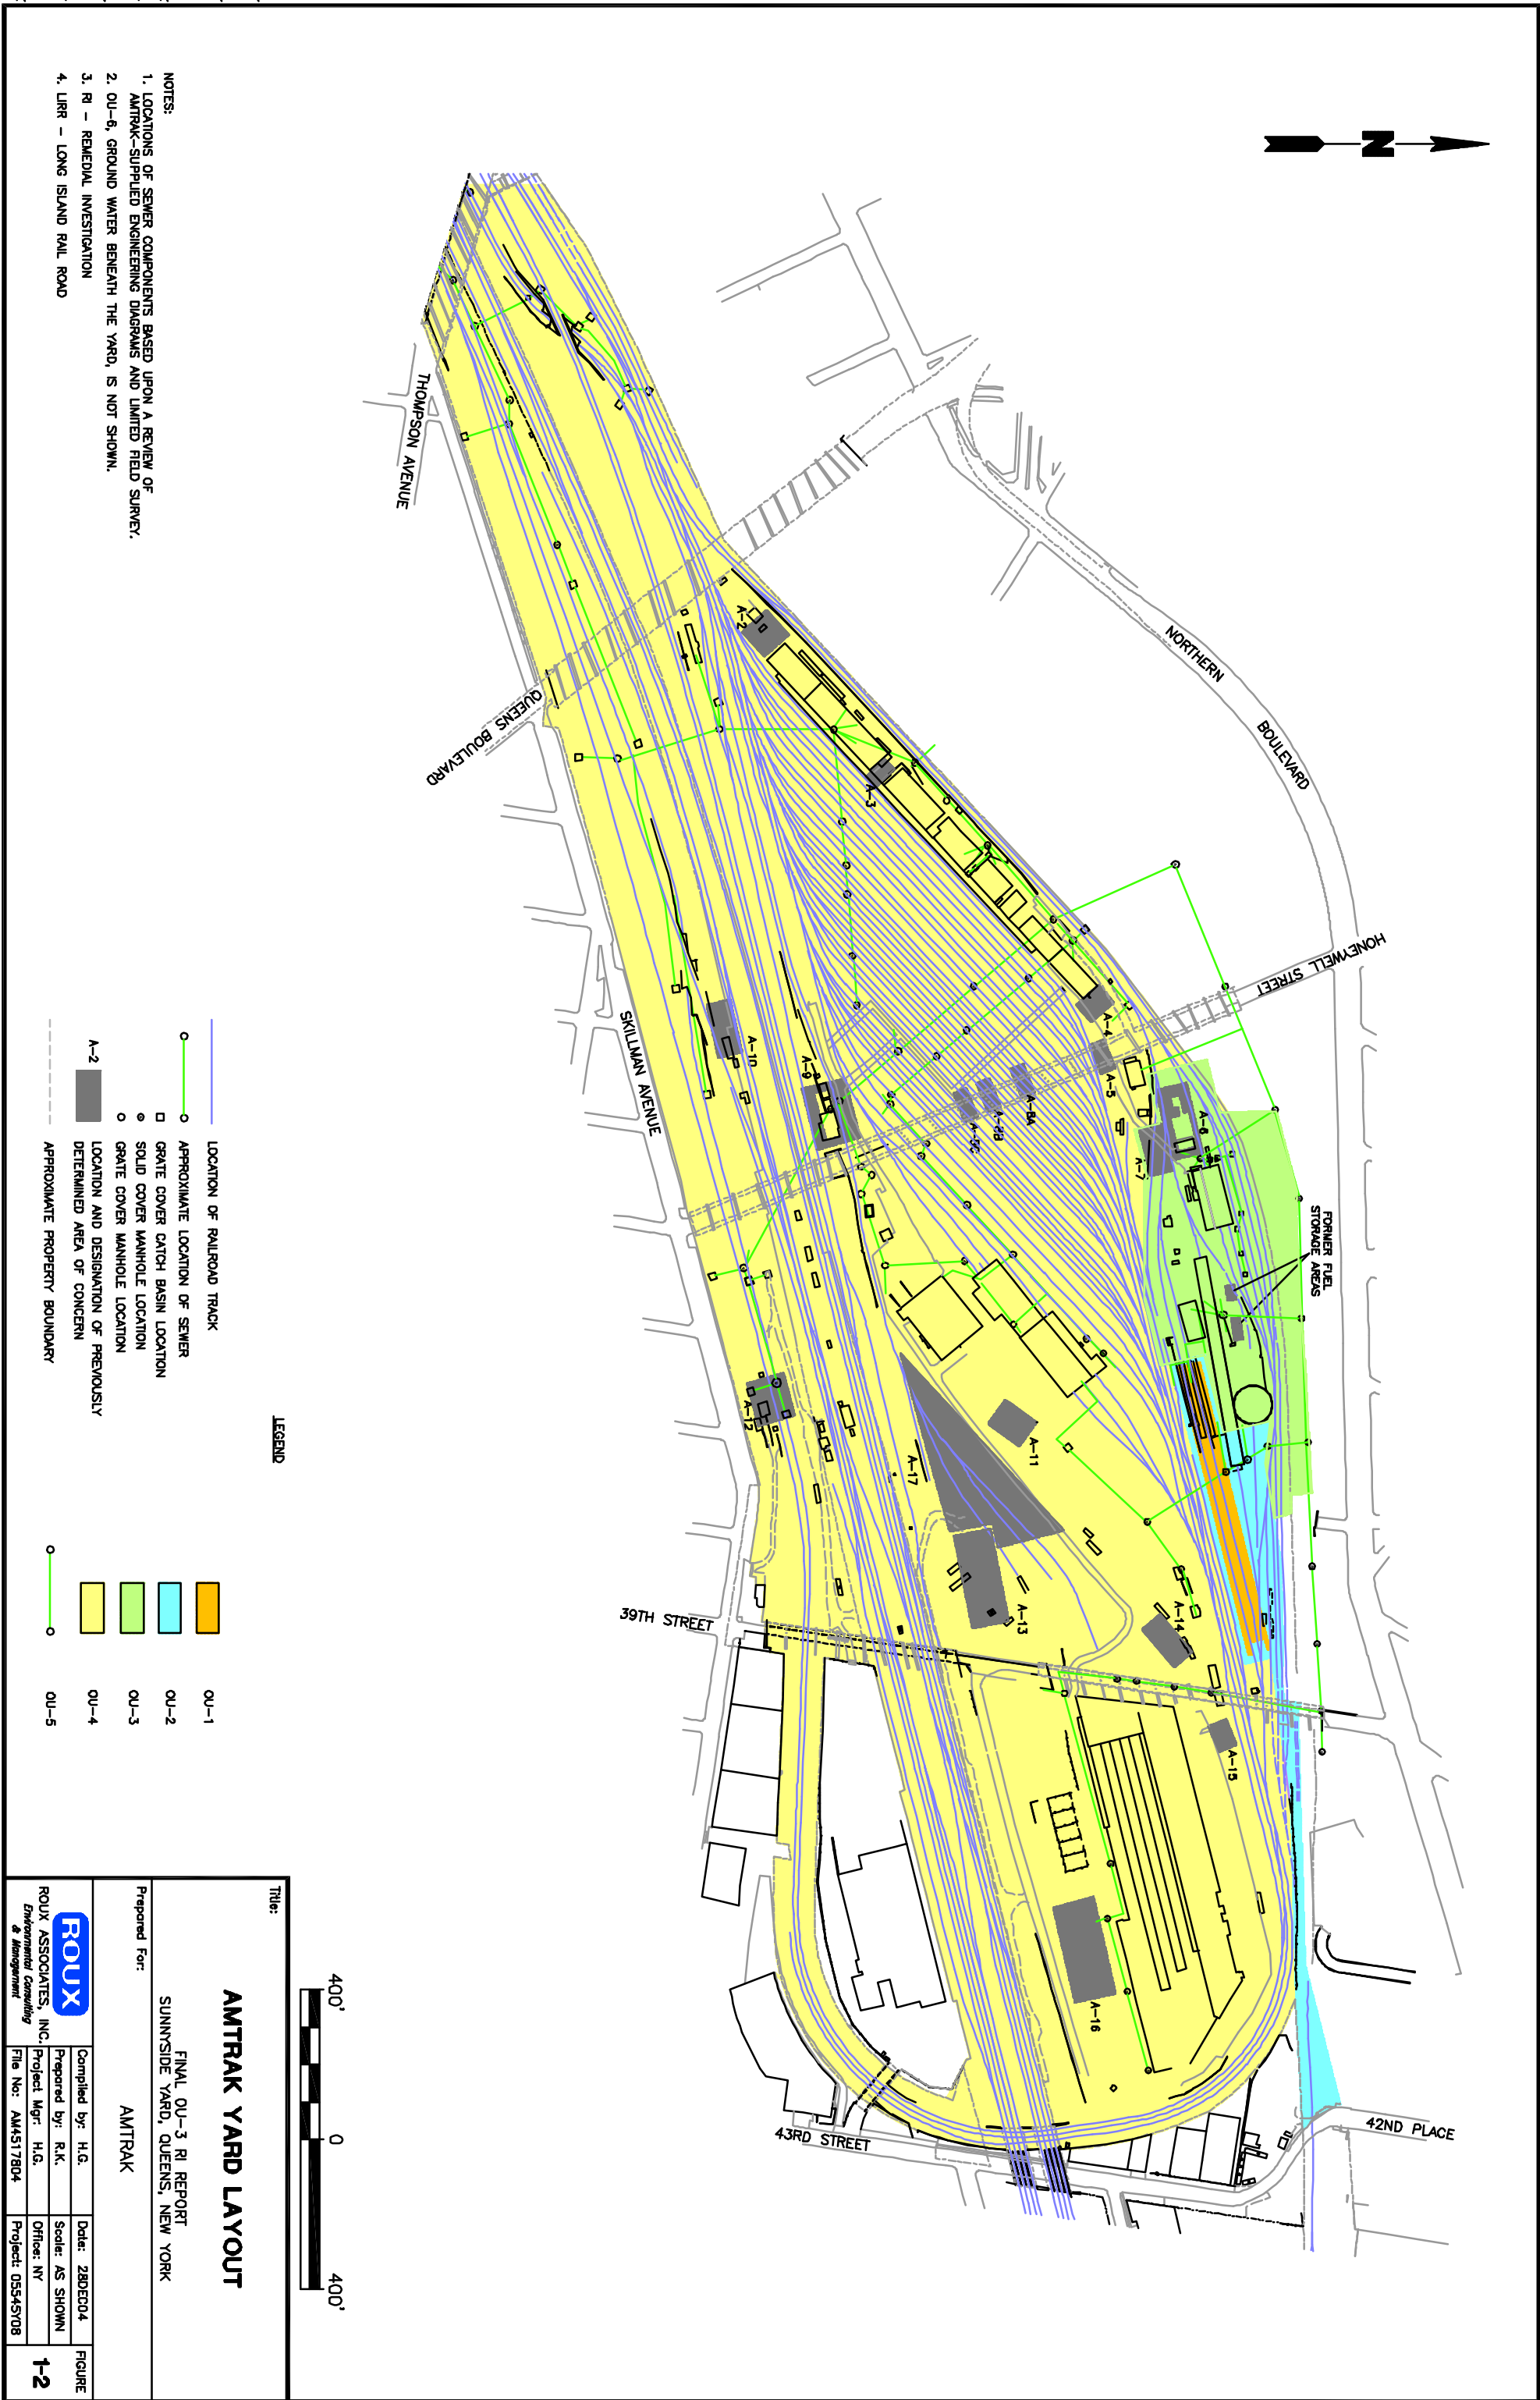 N
NORTHERN
BOULEVARD
HONEYWELL STREET
THOMPSON AVENUE
QUEENS BOULEVARD
SKILLMAN AVENUE
39TH STREET
43RD STREET
42ND PLACE
FORMER FUEL
STORAGE AREAS
A-2
A-3
A-4
A-5
A-6
A-7
A-8A
A-8B
A-8C
A-9
A-10
A-11
A-12
A-13
A-14
A-15
A-16
A-17
NOTES:
1. LOCATIONS OF SEWER COMPONENTS BASED UPON A REVIEW OF
AMTRAK-SUPPLIED ENGINEERING DIAGRAMS AND LIMITED FIELD SURVEY.
2. OU-6, GROUND WATER BENEATH THE YARD, IS NOT SHOWN.
3. RI - REMEDIAL INVESTIGATION
4. LIRR - LONG ISLAND RAIL ROAD
LEGEND
LOCATION OF RAILROAD TRACK
APPROXIMATE LOCATION OF SEWER
GRATE COVER CATCH BASIN LOCATION
SOLID COVER MANHOLE LOCATION
GRATE COVER MANHOLE LOCATION
A-2
LOCATION AND DESIGNATION OF PREVIOUSLY
DETERMINED AREA OF CONCERN
APPROXIMATE PROPERTY BOUNDARY
OU-1
OU-2
OU-3
OU-4
OU-5
400' 0 400'
Title:
AMTRAK YARD LAYOUT
FINAL OU-3 RI REPORT
SUNNYSIDE YARD, QUEENS, NEW YORK
Prepared For:
AMTRAK
ROUX
ROUX ASSOCIATES, INC.
Environmental Consulting
& Management
Compiled by: H.G.
Date: 28DEC04
FIGURE
Prepared by: R.K.
Scale: AS SHOWN
1-2
Project Mgr: H.G.
Office: NY
File No: AM4517804
Project: 05545Y08